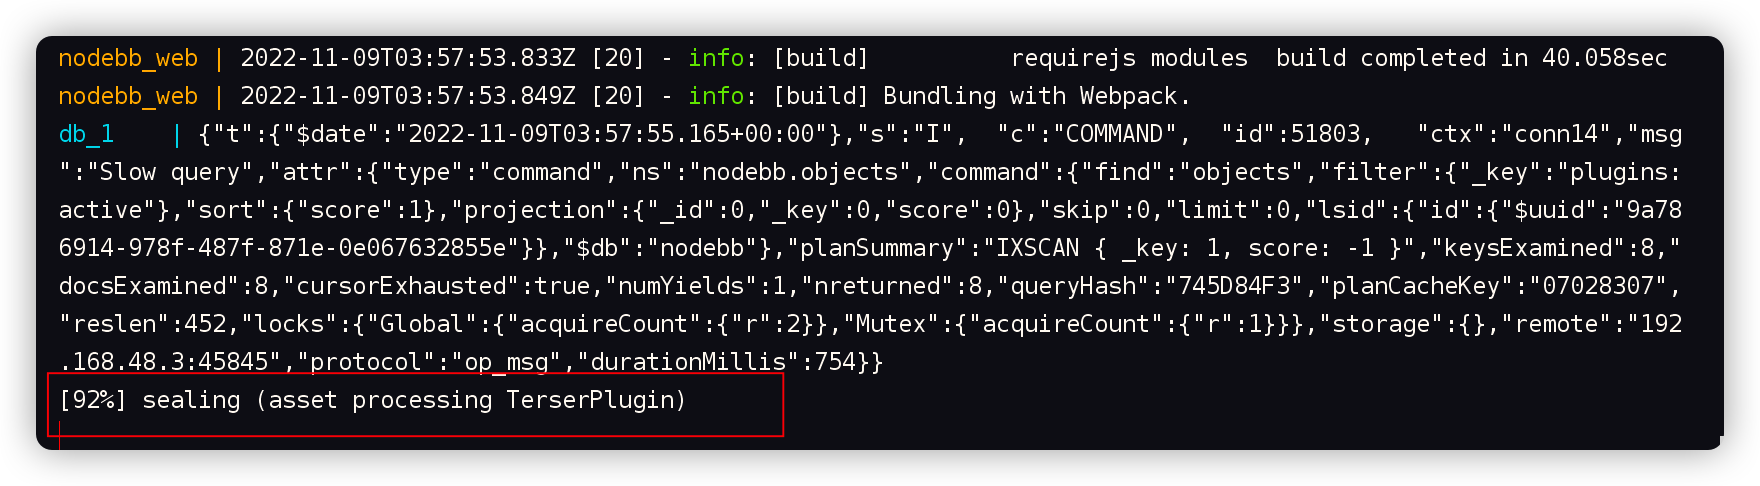 nodebb_web | 2022-11-09T03:57:53.833Z [20] - info: [build]          requirejs modules  build completed in 40.058sec
nodebb_web | 2022-11-09T03:57:53.849Z [20] - info: [build] Bundling with Webpack.
db_1    | {"t":{"$date":"2022-11-09T03:57:55.165+00:00"},"s":"I",  "c":"COMMAND",  "id":51803,   "ctx":"conn14","msg
":"Slow query","attr":{"type":"command","ns":"nodebb.objects","command":{"find":"objects","filter":{"_key":"plugins:
active"},"sort":{"score":1},"projection":{"_id":0,"_key":0,"score":0},"skip":0,"limit":0,"lsid":{"id":{"$uuid":"9a78
6914-978f-487f-871e-0e067632855e"}},"$db":"nodebb"},"planSummary":"IXSCAN { _key: 1, score: -1 }","keysExamined":8,"
docsExamined":8,"cursorExhausted":true,"numYields":1,"nreturned":8,"queryHash":"745D84F3","planCacheKey":"07028307",
"reslen":452,"locks":{"Global":{"acquireCount":{"r":2}},"Mutex":{"acquireCount":{"r":1}}},"storage":{},"remote":"192
.168.48.3:45845","protocol":"op_msg","durationMillis":754}}
[92%] sealing (asset processing TerserPlugin)